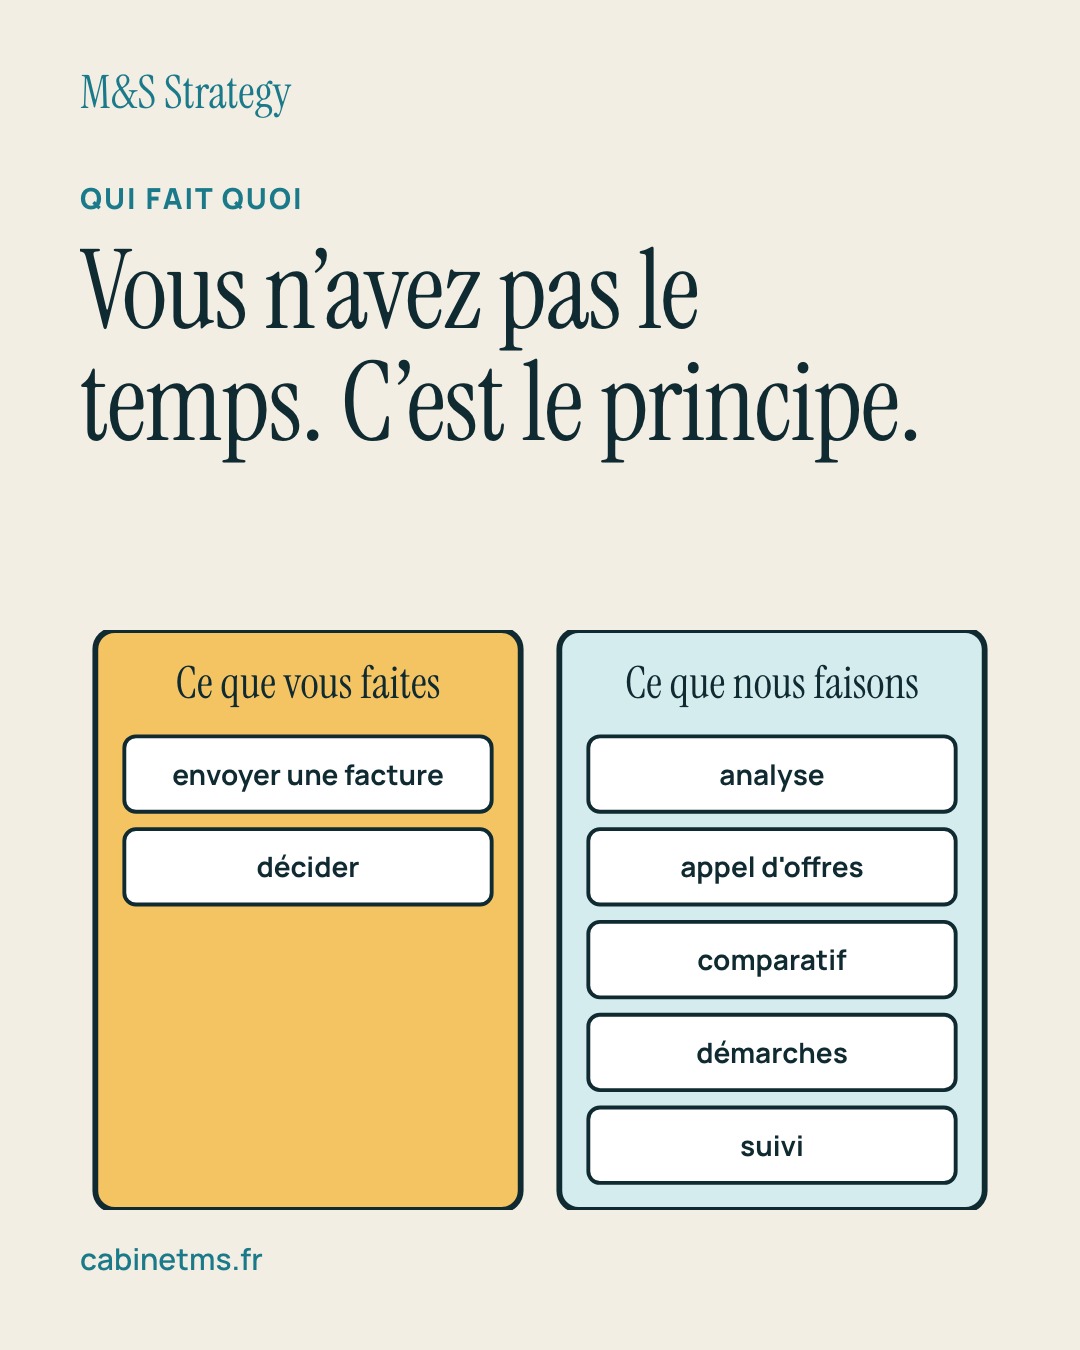 M&S Strategy
QUI FAIT QUOI
Vous n’avez pas le
temps. C’est le principe.
Ce que vous faites
envoyer une facture
décider
Ce que nous faisons
analyse
appel d'offres
comparatif
démarches
suivi
cabinetms.fr